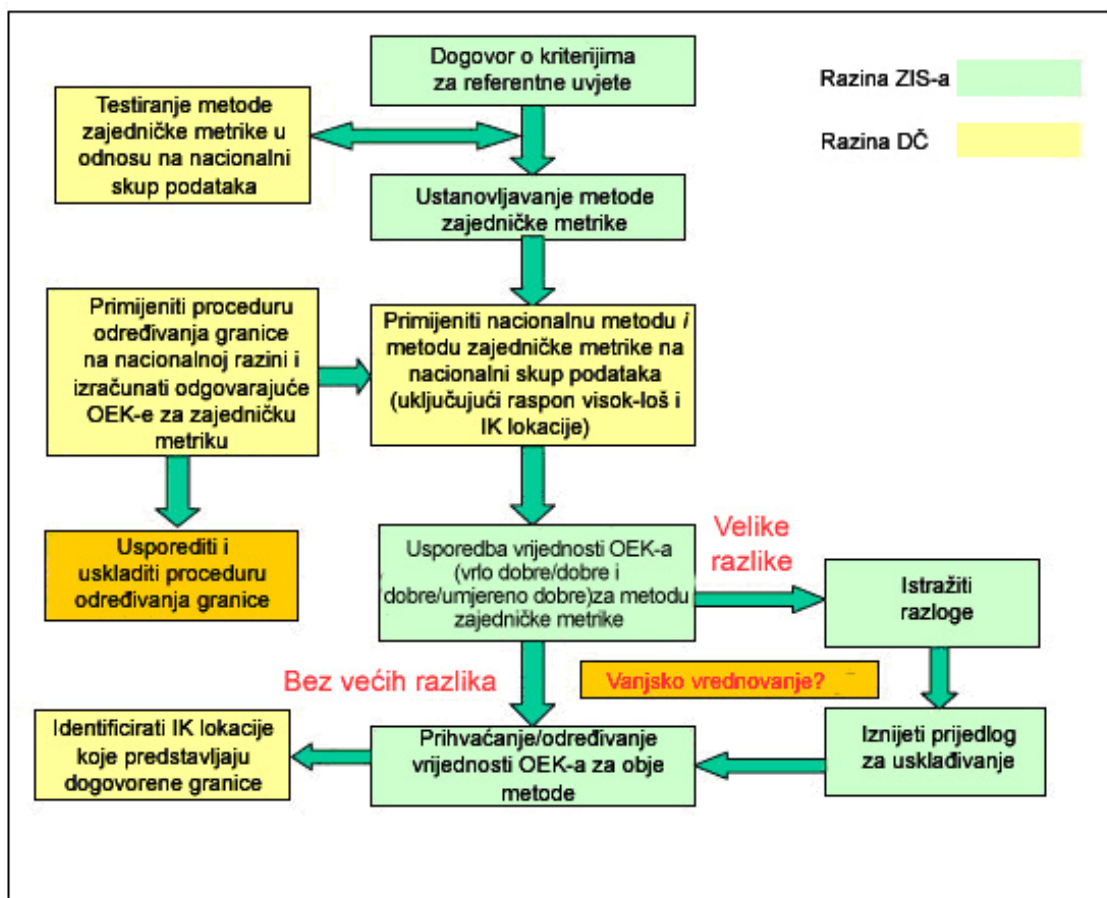 Dogovor o kriterijima
za referentne uvjete
Razina ZIS-a
Razina DČ
Testiranje metode
zajedničke metrike u
odnosu na nacionalni
skup podataka
Ustanovljavanje metode
zajedničke metrike
Primijeniti proceduru
određivanja granice
na nacionalnoj razini i
izračunati odgovarajuće
OEK-e za zajedničku
metriku
Primijeniti nacionalnu metodu i
metodu zajedničke metrike na
nacionalni skup podataka
(uključujući raspon visok-loš i
IK lokacije)
Usporediti i
uskladiti proceduru
određivanja granice
Usporedba vrijednosti OEK-a
(vrlo dobre/dobre i
dobre/umjereno dobre)za metodu
zajedničke metrike
Velike
razlike
Istražiti
razloge
Bez većih razlika
Vanjsko vrednovanje?
Identificirati IK lokacije
koje predstavljaju
dogovorene granice
Prihvaćanje/određivanje
vrijednosti OEK-a za obje
metode
Iznijeti prijedlog
za usklađivanje